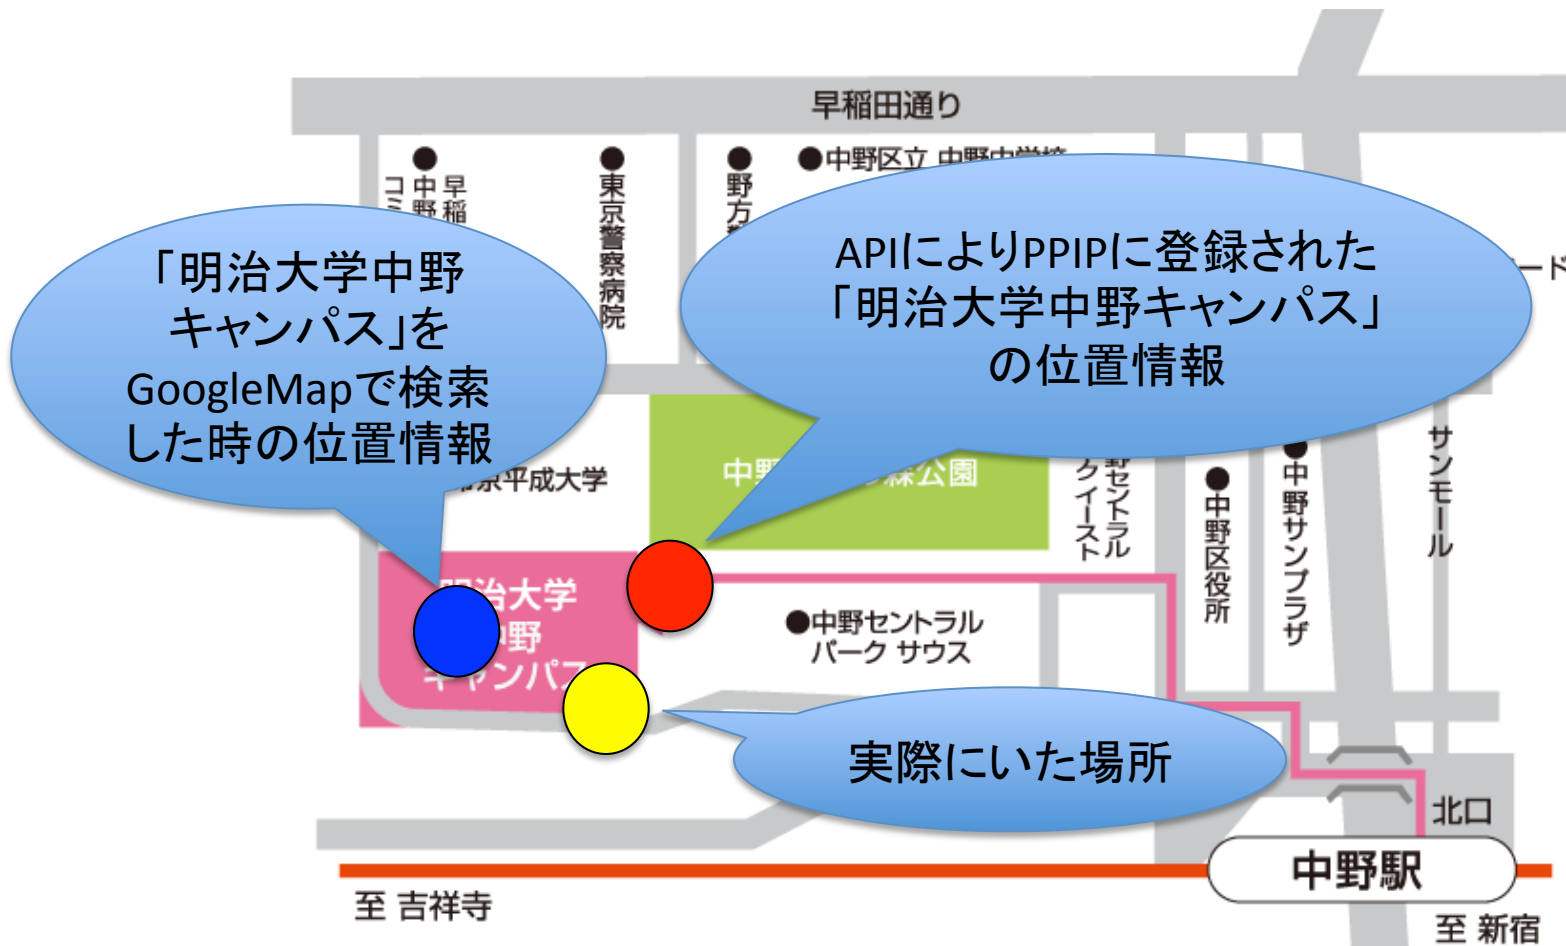 早稲田通り
早稲
中野
コミ
東京警察病院
野方
中野区立 中野中学校
「明治大学中野
キャンパス」を
GoogleMapで検索
した時の位置情報
APIによりPPIPに登録された
「明治大学中野キャンパス」
の位置情報
ード
京平成大学
中野
森公園
野セントラル
クイースト
中野区役所
中野サンプラザ
サンモール
明治大学
中野
キャンパス
中野セントラル
パーク サウス
実際にいた場所
北口
中野駅
至 吉祥寺
至 新宿